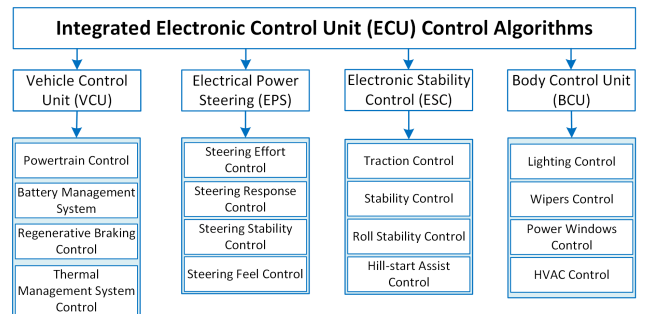 Integrated Electronic Control Unit (ECU) Control Algorithms
Vehicle Control
Unit (VCU)
Electrical Power
Steering (EPS)
Electronic Stability
Control (ESC)
Body Control Unit
(BCU)
Powertrain Control
Battery Management
System
Regenerative Braking
Control
Thermal
Management System
Control
Steering Effort
Control
Steering Response
Control
Steering Stability
Control
Steering Feel Control
Traction Control
Stability Control
Roll Stability Control
Hill-start Assist
Control
Lighting Control
Wipers Control
Power Windows
Control
HVAC Control